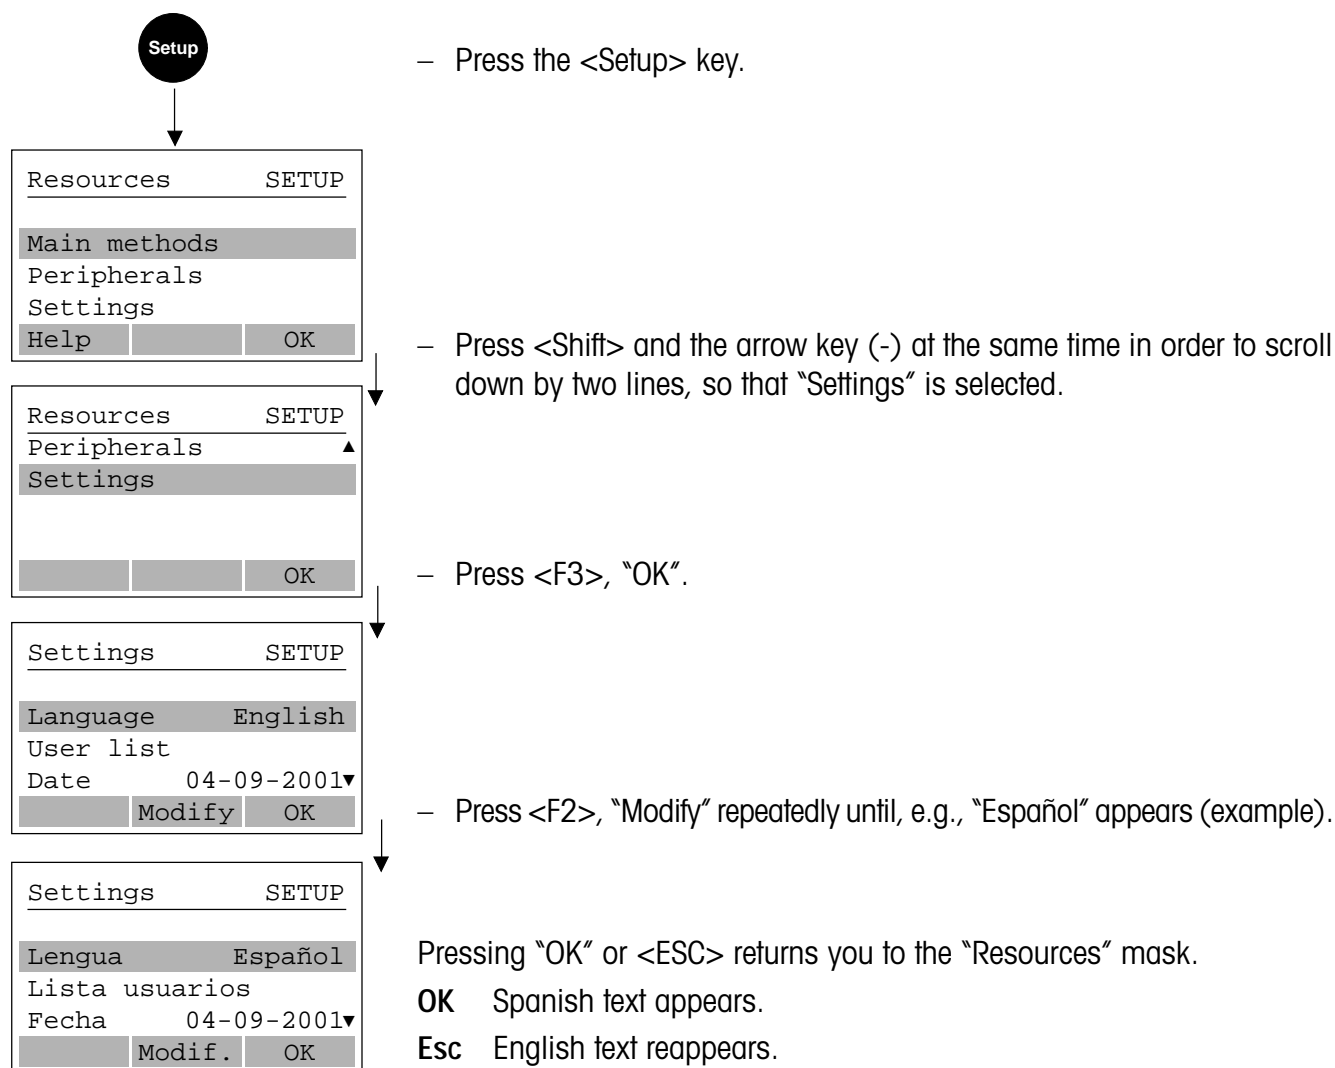 Setup
– Press the <Setup> key.
Resources SETUP
Main methods
Peripherals
Settings
Help OK
– Press <Shift> and the arrow key (-) at the same time in order to scroll
down by two lines, so that “Settings” is selected.
Resources SETUP
Peripherals ▲
Settings
OK
– Press <F3>, “OK”.
Settings SETUP
Language English
User list
Date 04-09-2001▼
Modify OK
– Press <F2>, “Modify” repeatedly until, e.g., “Español” appears (example).
Settings SETUP
Lengua Español
Lista usuarios
Fecha 04-09-2001▼
Modif. OK
Pressing “OK” or <ESC> returns you to the “Resources” mask.
OK Spanish text appears.
Esc English text reappears.